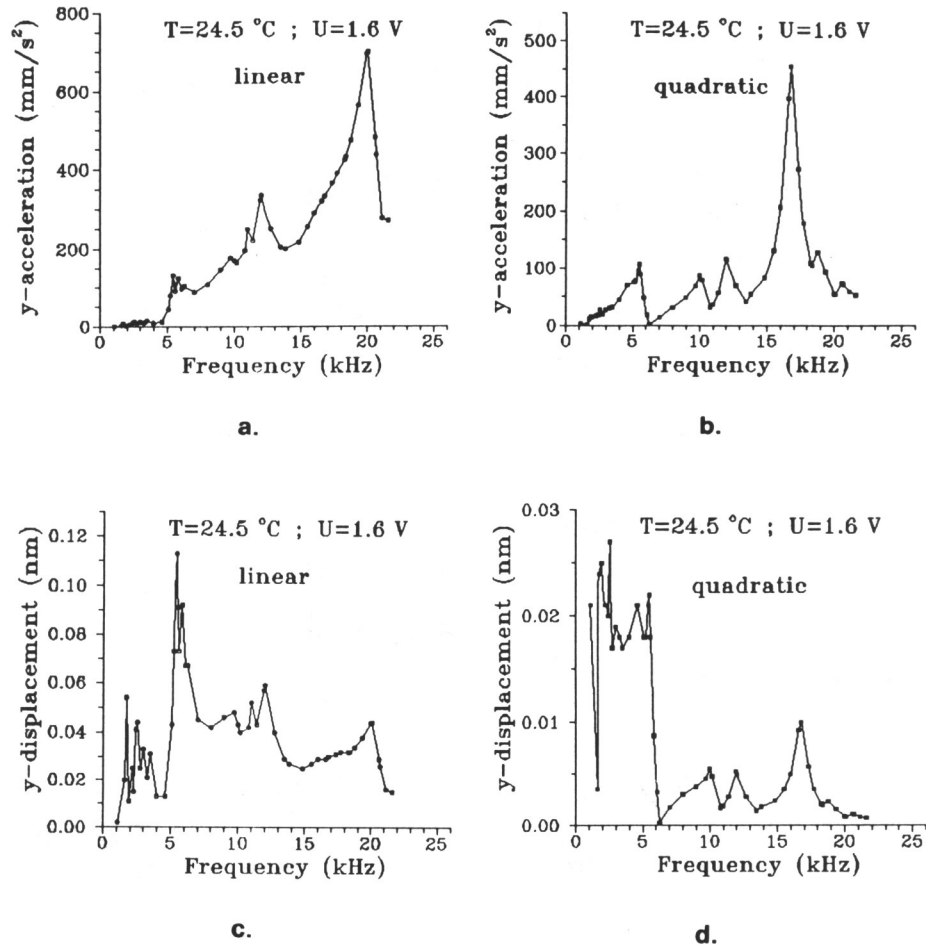 T=24.5 °C ; U=1.6 V
linear
y-acceleration (mm/s²)
800
600
400
200
0
0 5 10 15 20 25
Frequency (kHz)
a.
T=24.5 °C ; U=1.6 V
quadratic
y-acceleration (mm/s²)
500
400
300
200
100
0
0 5 10 15 20 25
Frequency (kHz)
b.
T=24.5 °C ; U=1.6 V
linear
y-displacement (nm)
0.12
0.10
0.08
0.06
0.04
0.02
0.00
0 5 10 15 20 25
Frequency (kHz)
c.
T=24.5 °C ; U=1.6 V
quadratic
y-displacement (nm)
0.03
0.02
0.01
0.00
0 5 10 15 20 25
Frequency (kHz)
d.